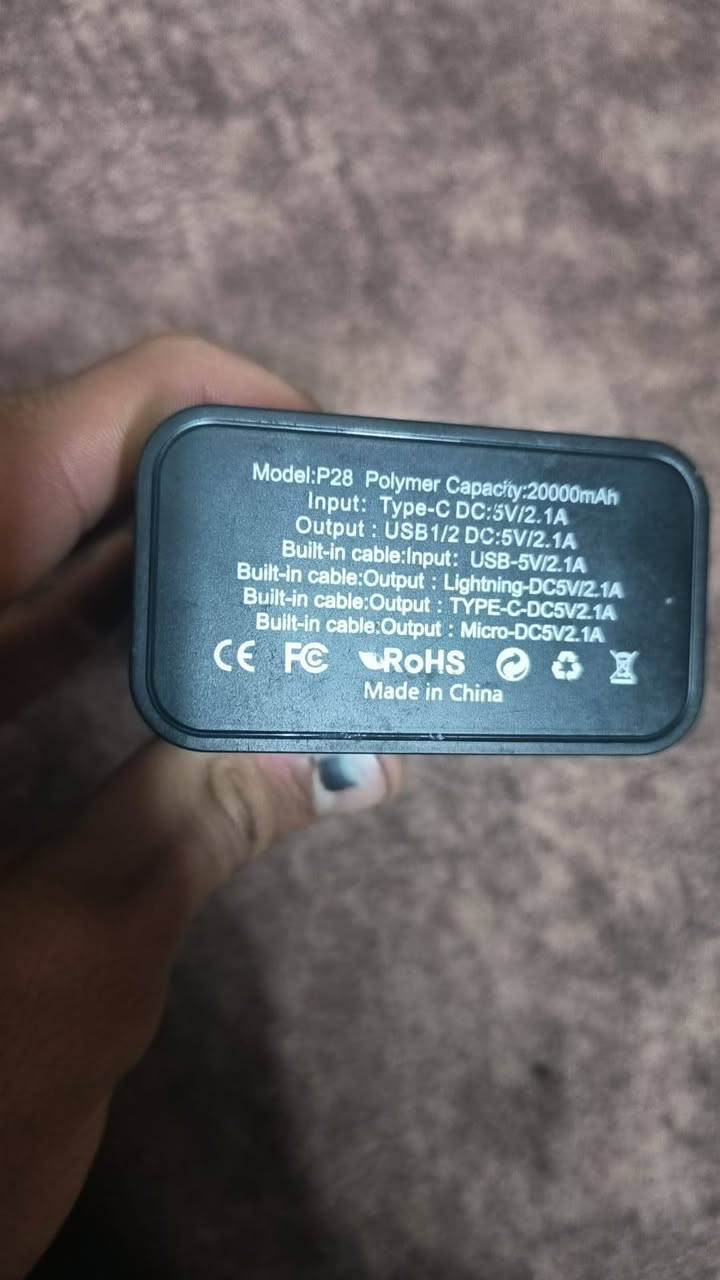 Model:P28 Polymer Capacity:20000mAh
Input: Type-C DC:5V/2.1A
Output : USB1/2 DC:5V/2.1A
Built-in cable:Input: USB-5V/2.1A
Built-in cable:Output : Lightning-DC5V/2.1A
Built-in cable:Output : TYPE-C-DC5V2.1A
Built-in cable:Output : Micro-DC5V2.1A
CE FC RoHS
Made in China